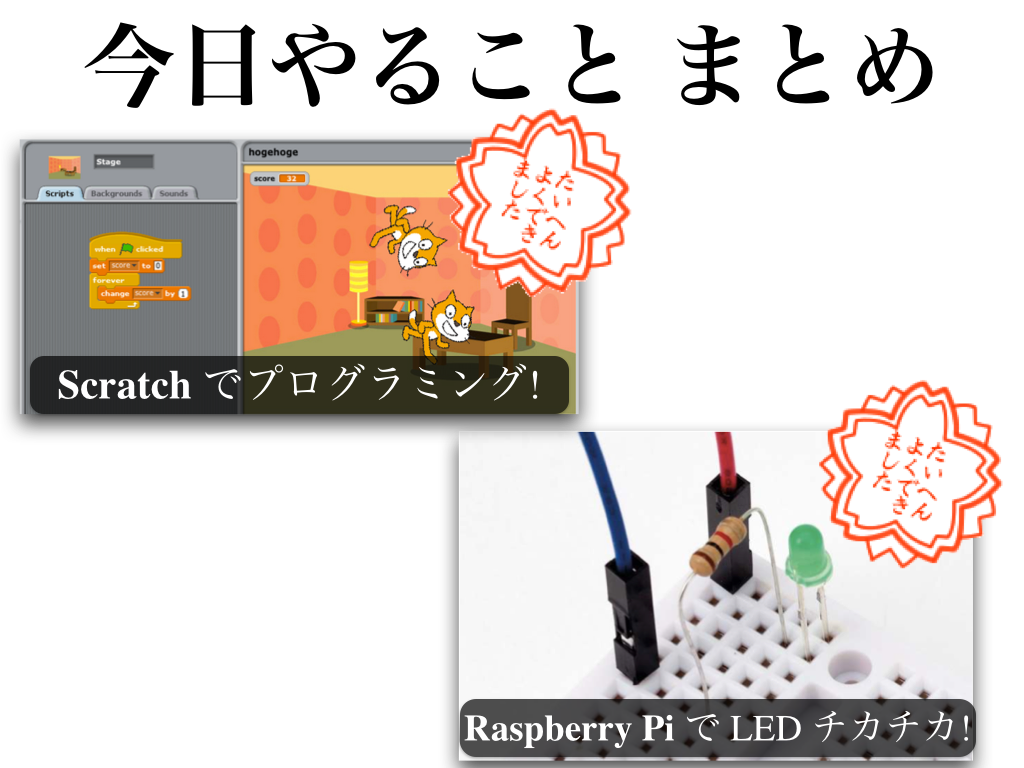 今日やること まとめ
Stage
Scripts
Backgrounds
Sounds
when clicked
set score to 0
forever
change score by 1
hogehoge
score 32
たいへん
よくでき
ました
Scratch でプログラミング!
たいへん
よくでき
ました
Raspberry Pi で LED チカチカ!